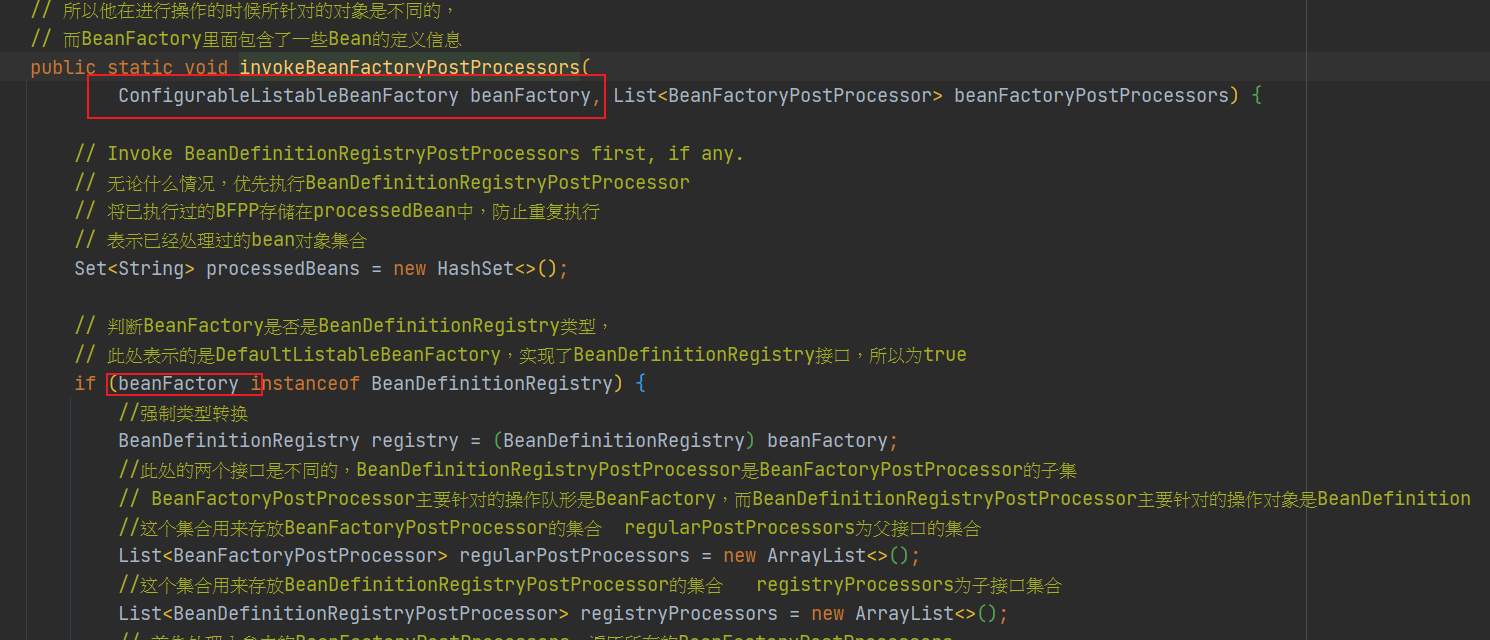 // 所以他在进行操作的时候所针对的对象是不同的，
// 而BeanFactory里面包含了一些Bean的定义信息
public static void invokeBeanFactoryPostProcessors(
ConfigurableListableBeanFactory beanFactory, List<BeanFactoryPostProcessor> beanFactoryPostProcessors) {
// Invoke BeanDefinitionRegistryPostProcessors first, if any.
// 无论什么情况，优先执行BeanDefinitionRegistryPostProcessor
// 将已执行过的BFPP存储在processedBean中，防止重复执行
// 表示已经处理过的bean对象集合
Set<String> processedBeans = new HashSet<>();
// 判断BeanFactory是否是BeanDefinitionRegistry类型，
// 此处表示的是DefaultListableBeanFactory，实现了BeanDefinitionRegistry接口，所以为true
if (beanFactory instanceof BeanDefinitionRegistry) {
//强制类型转换
BeanDefinitionRegistry registry = (BeanDefinitionRegistry) beanFactory;
//此处的两个接口是不同的，BeanDefinitionRegistryPostProcessor是BeanFactoryPostProcessor的子集
// BeanFactoryPostProcessor主要针对的操作队形是BeanFactory，而BeanDefinitionRegistryPostProcessor主要针对的操作对象是BeanDefinition
//这个集合用来存放BeanFactoryPostProcessor的集合  regularPostProcessors为父接口的集合
List<BeanFactoryPostProcessor> regularPostProcessors = new ArrayList<>();
//这个集合用来存放BeanDefinitionRegistryPostProcessor的集合   registryProcessors为子接口集合
List<BeanDefinitionRegistryPostProcessor> registryProcessors = new ArrayList<>();